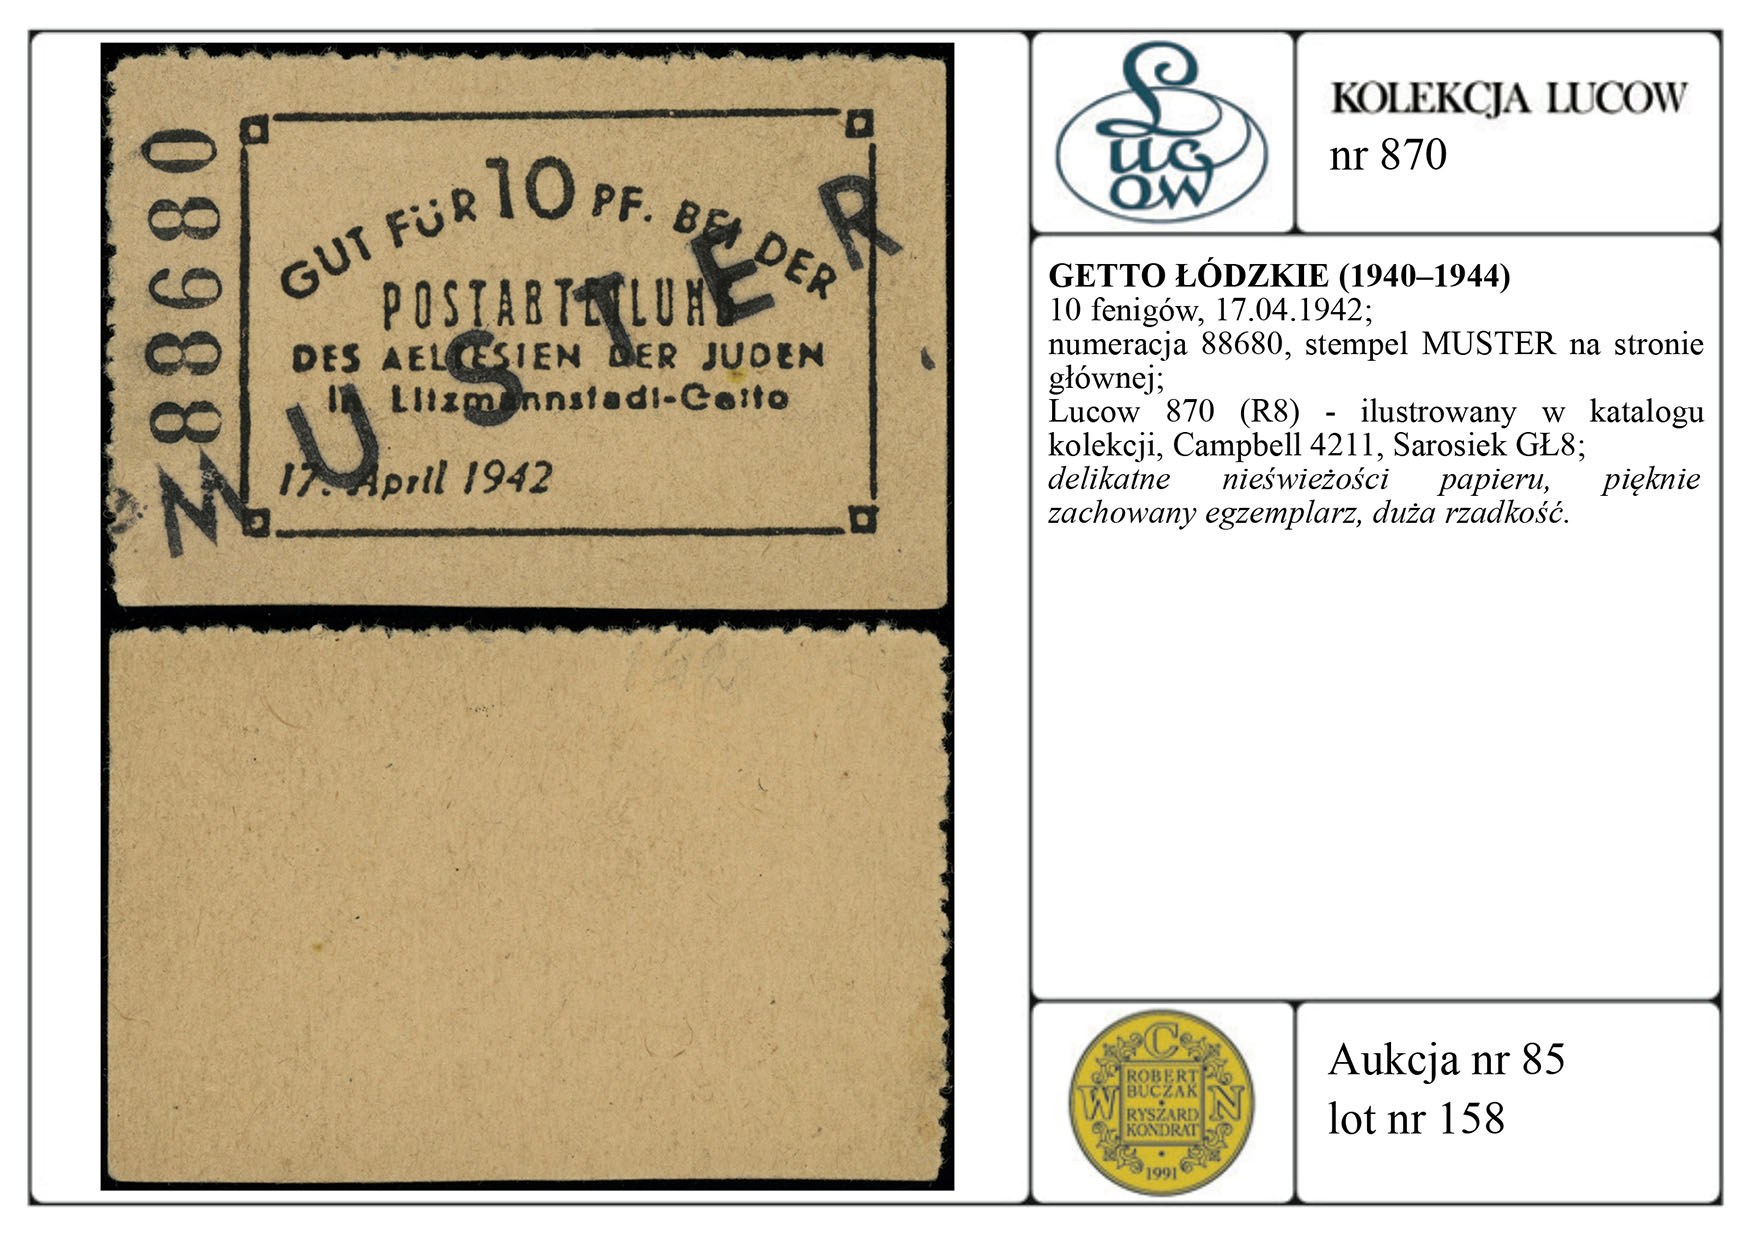 88680
GUT FÜR 10 PF. BEI DER
POSTABTEILUNG
DES AELTESTEN DER JUDEN
In Litzmannstadt-Getto
17. April 1942
MUSTER
Lucow
KOLEKCJA LUCOW
nr 870
GETTO ŁÓDZKIE (1940–1944)
10 fenigów, 17.04.1942;
numeracja 88680, stempel MUSTER na stronie
głównej;
Lucow 870 (R8) - ilustrowany w katalogu
kolekcji, Campbell 4211, Sarosiek GŁ8;
delikatne nieświeżości papieru, pięknie
zachowany egzemplarz, duża rzadkość.
W C N
ROBERT
BUCZAK
RYSZARD
KONDRAT
1991
Aukcja nr 85
lot nr 158